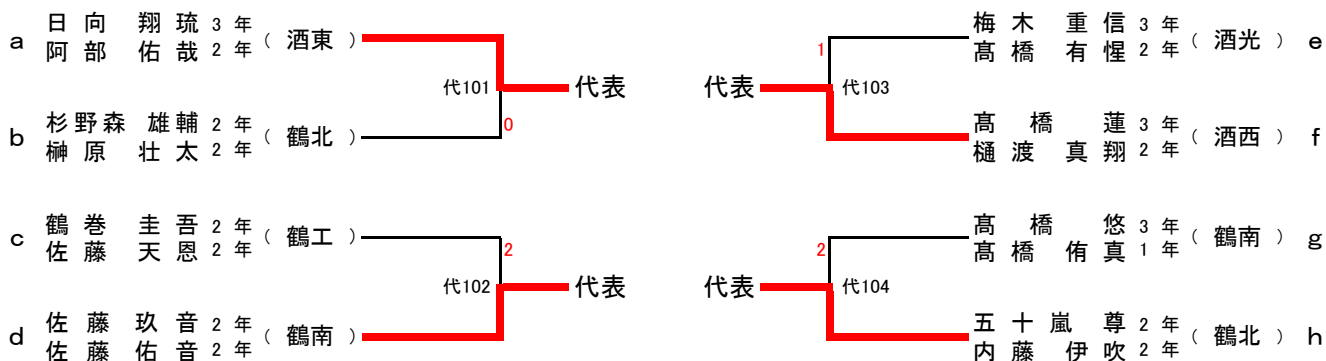 a 日向 翔琉 3年 (酒東)
阿部 佑哉 2年
代101 代表
0
b 杉野森 雄輔 2年 (鶴北)
榊原 壮太 2年
c 鶴巻 圭吾 2年 (鶴工)
佐藤 天恩 2年
2
代102 代表
d 佐藤 玖音 2年 (鶴南)
佐藤 佑音 2年
梅木 重信 3年 (酒光) e
髙橋 有惺 2年
1
代表 代103
髙橋 蓮 3年 (酒西) f
樋渡 真翔 2年
髙橋 悠 3年 (鶴南) g
髙橋 侑真 1年
2
代表 代104
五十嵐 尊 2年 (鶴北) h
内藤 伊吹 2年